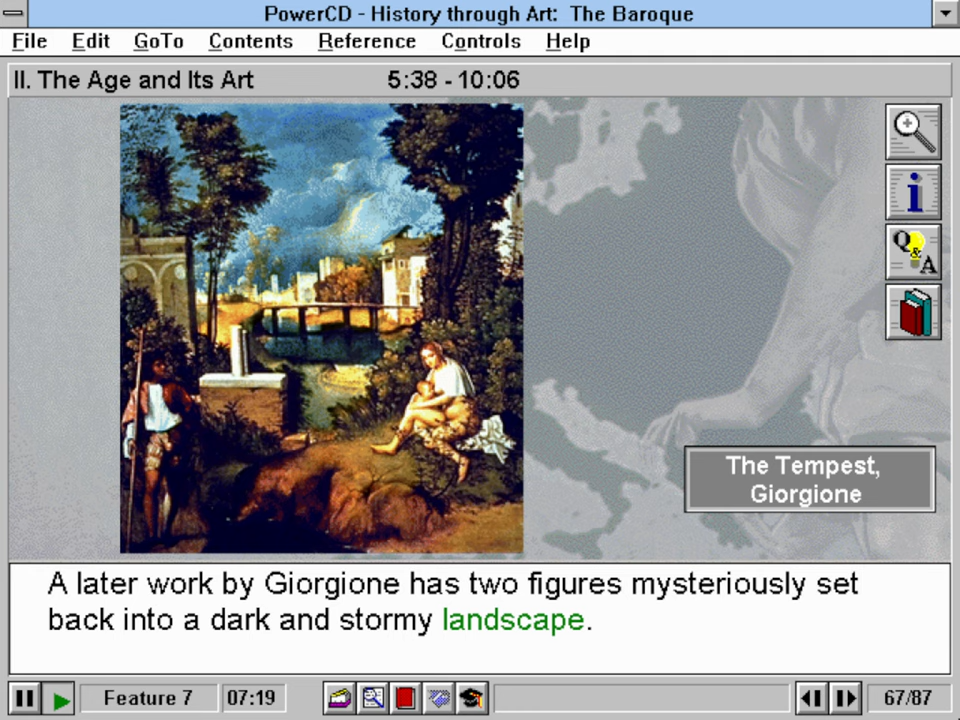 PowerCD - History through Art: The Baroque
File Edit GoTo Contents Reference Controls Help
II. The Age and Its Art 5:38 - 10:06
i
Q & A
The Tempest,
Giorgione
A later work by Giorgione has two figures mysteriously set
back into a dark and stormy landscape.
Feature 7 07:19 67/87